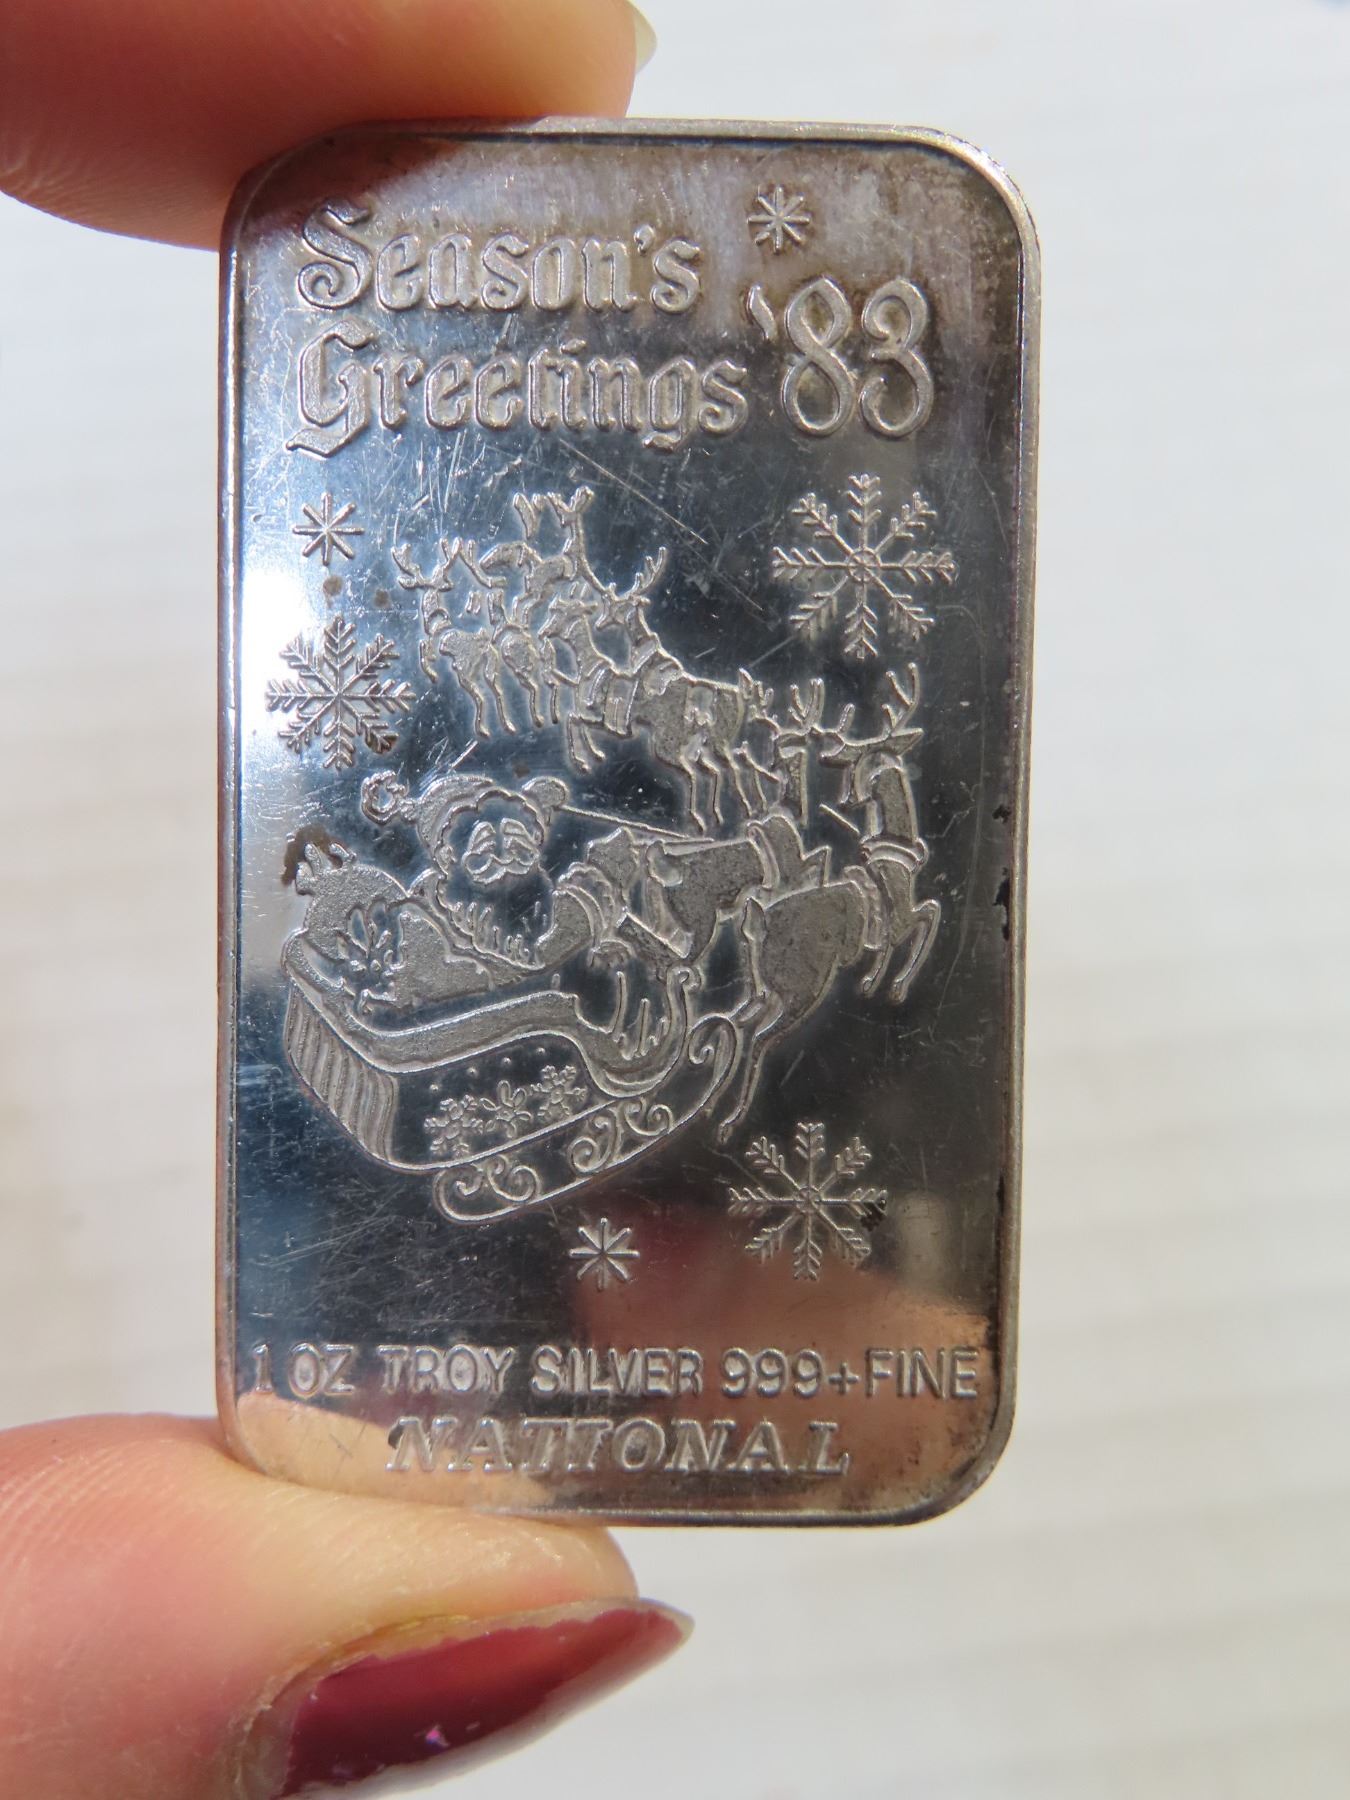 Season's
Greetings '83
1 OZ TROY SILVER 999+FINE
NATIONAL